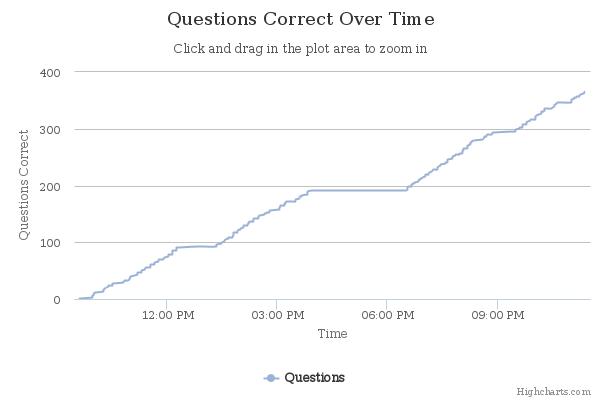 Questions Correct Over Time
Click and drag in the plot area to zoom in
Questions Correct
400
300
200
100
0
12:00 PM 03:00 PM 06:00 PM 09:00 PM
Time
Questions
Highcharts.com